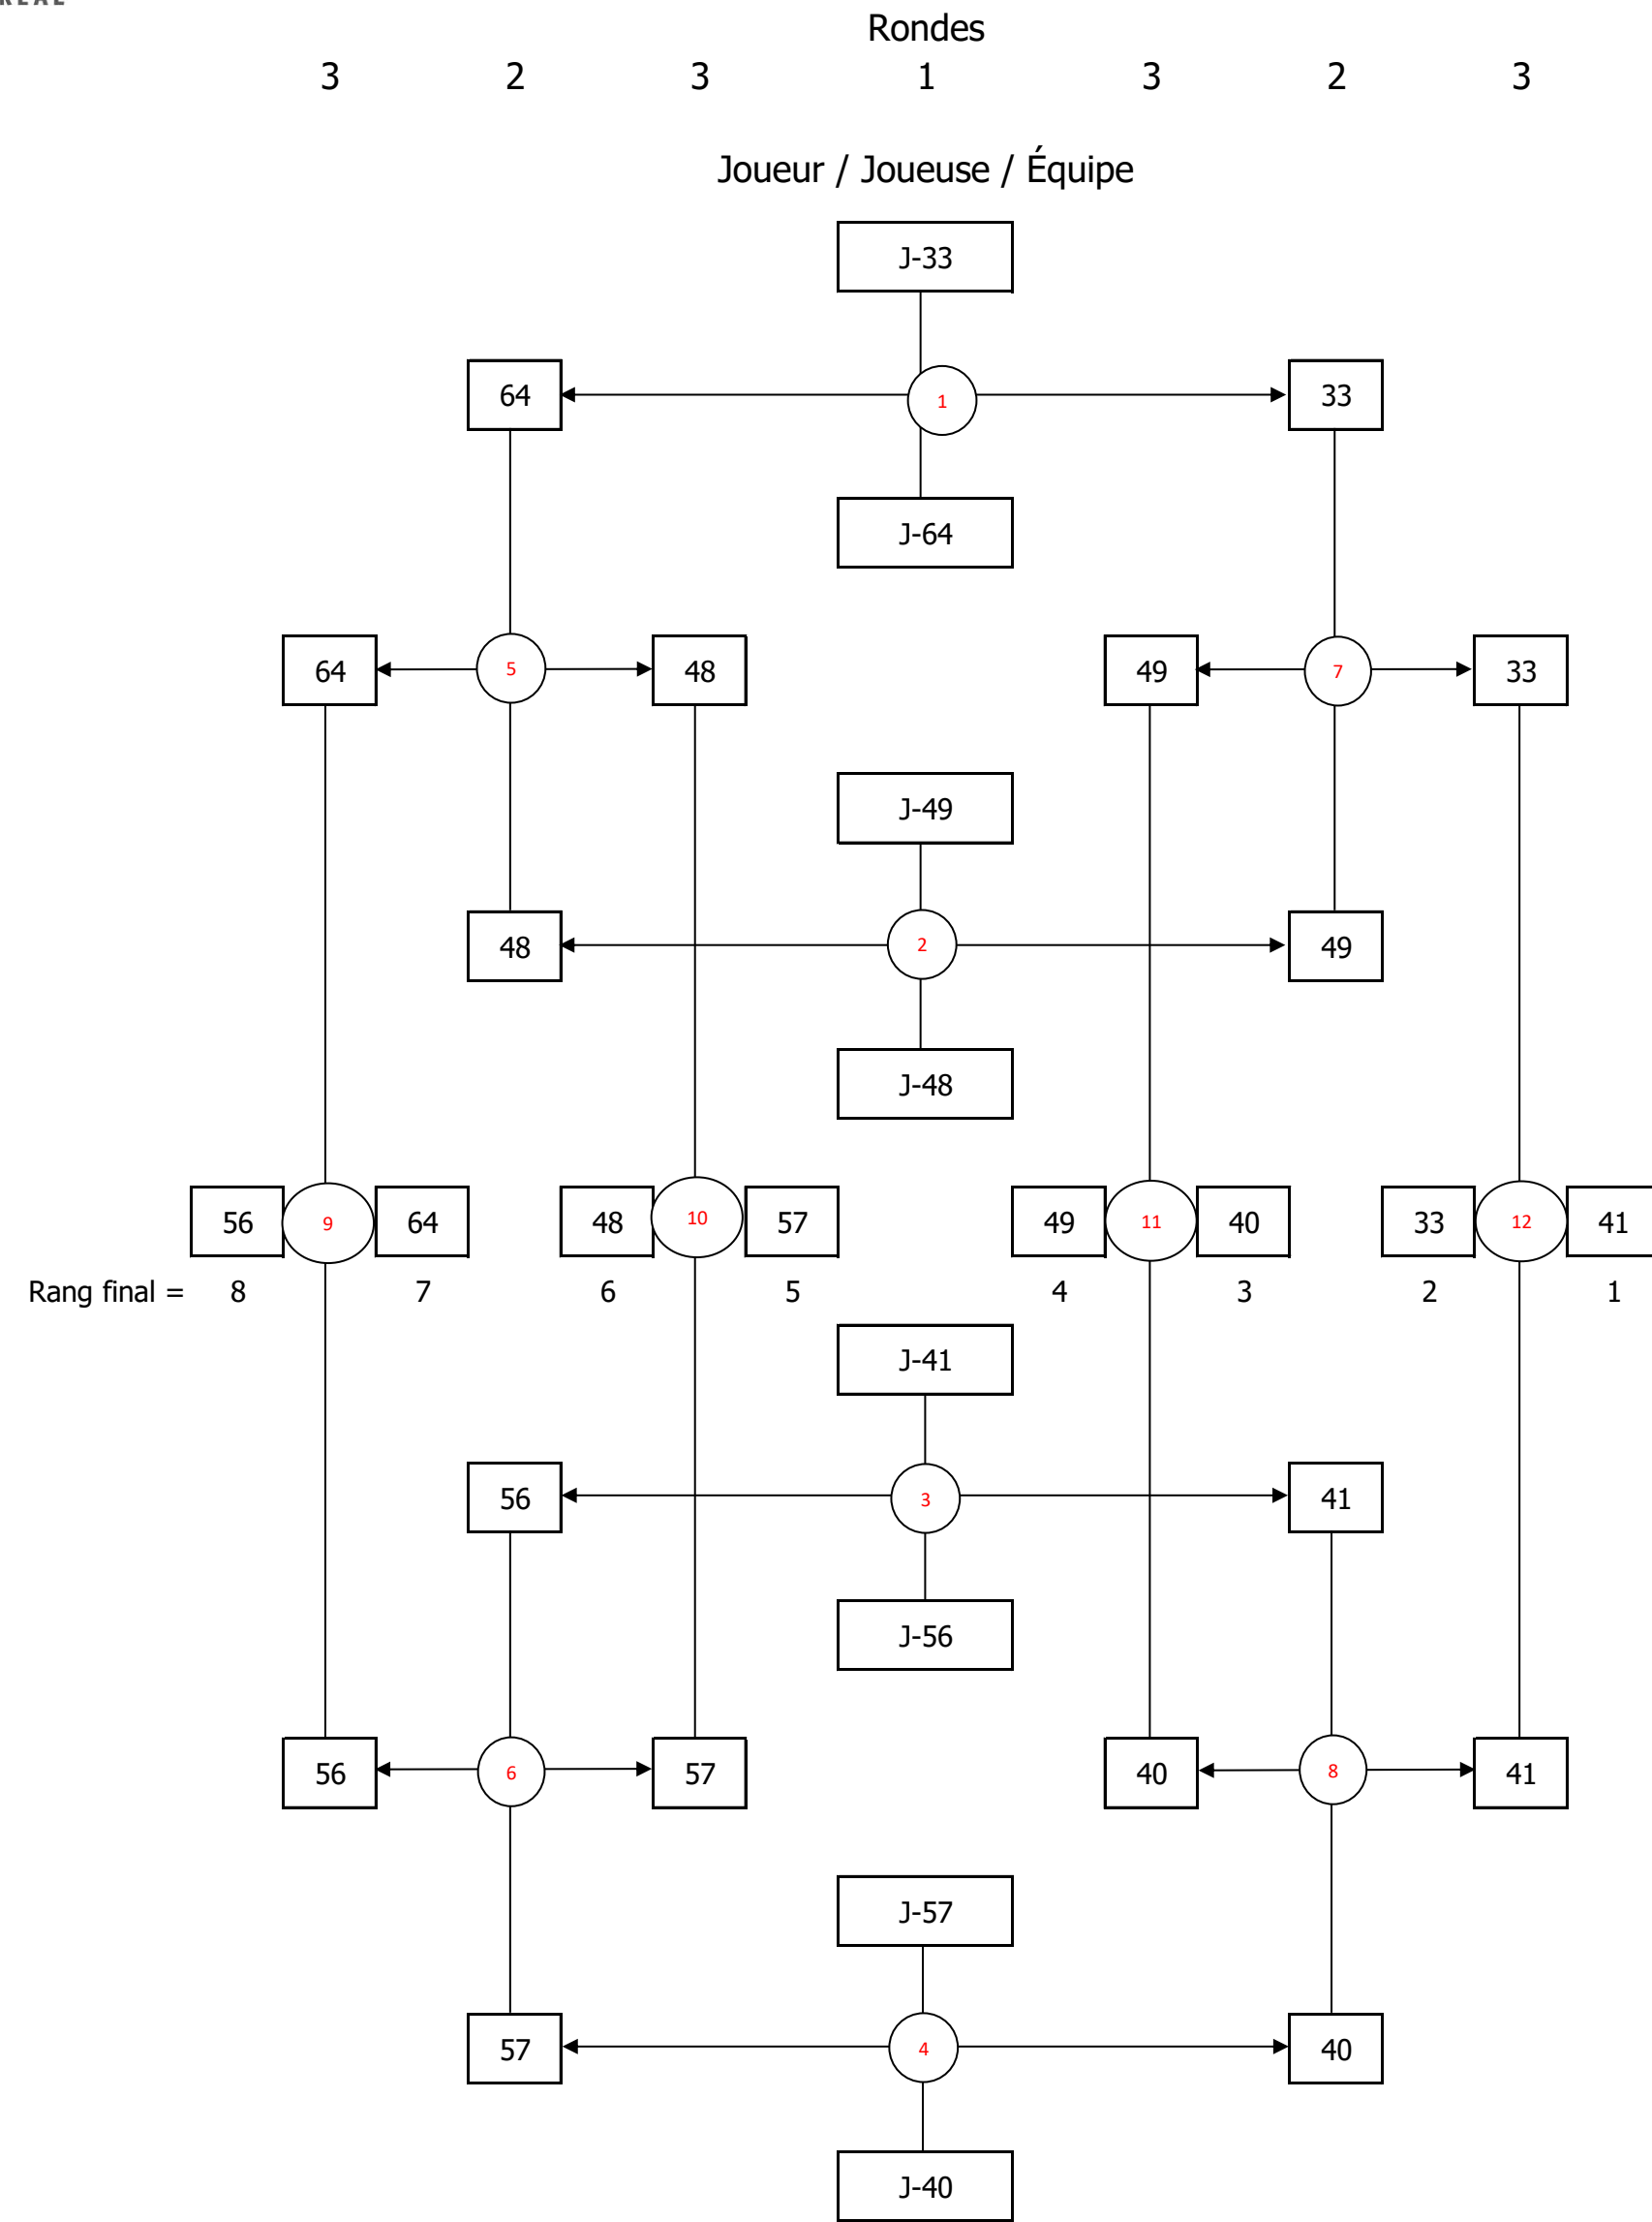 Rondes
3 2 3 1 3 2 3
Joueur / Joueuse / Équipe
J-33
64 1 33
J-64
64 5 48 49 7 33
J-49
48 2 49
J-48
56 9 64 48 10 57 49 11 40 33 12 41
Rang final = 8 7 6 5 4 3 2 1
J-41
56 3 41
J-56
56 6 57 40 8 41
J-57
57 4 40
J-40